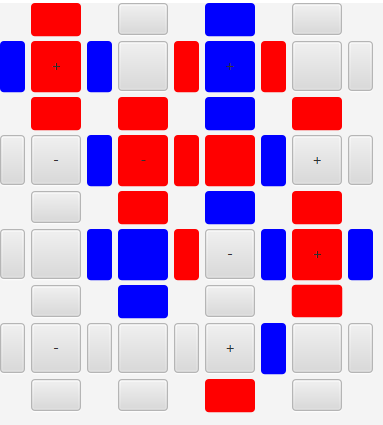 + +
- - +
- +
- +